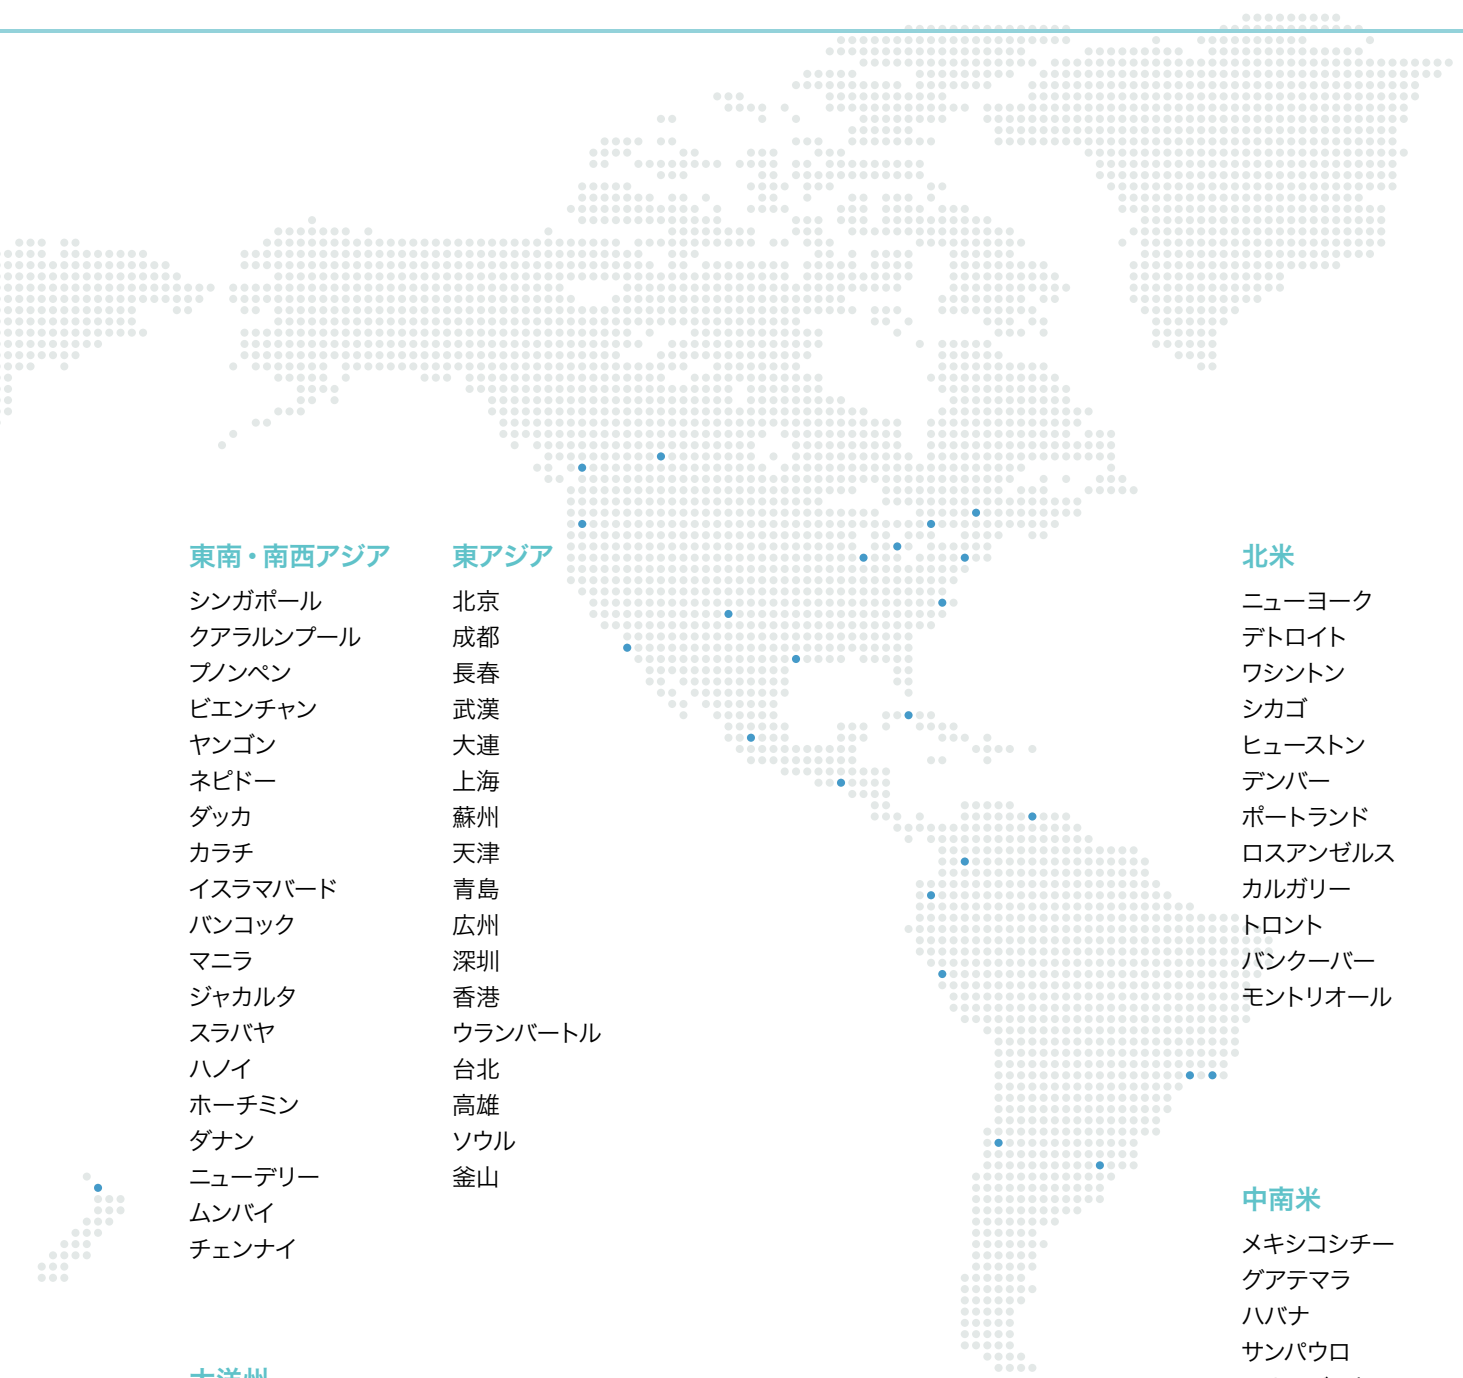 東南・南西アジア
シンガポール
クアラルンプール
プノンペン
ビエンチャン
ヤンゴン
ネピドー
ダッカ
カラチ
イスラマバード
バンコック
マニラ
ジャカルタ
スラバヤ
ハノイ
ホーチミン
ダナン
ニューデリー
ムンバイ
チェンナイ
大洋州
東アジア
北京
成都
長春
武漢
大連
上海
蘇州
天津
青島
広州
深圳
香港
ウランバートル
台北
高雄
ソウル
釜山
北米
ニューヨーク
デトロイト
ワシントン
シカゴ
ヒューストン
デンバー
ポートランド
ロスアンゼルス
カルガリー
トロント
バンクーバー
モントリオール
中南米
メキシコシチー
グアテマラ
ハバナ
サンパウロ